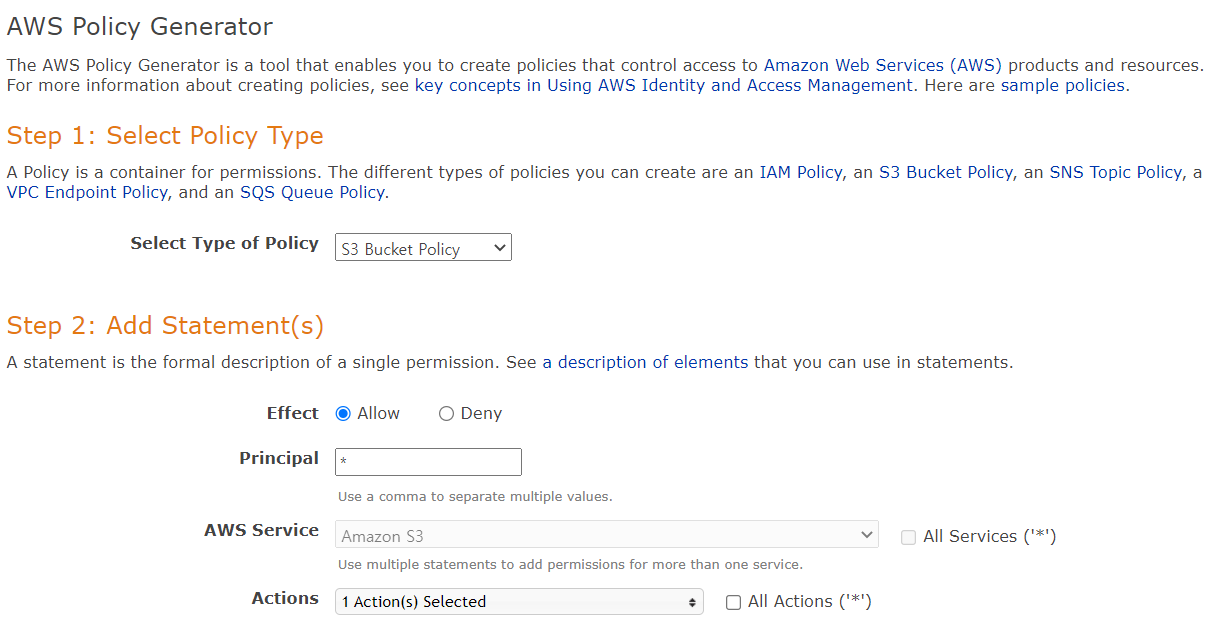 AWS Policy Generator
The AWS Policy Generator is a tool that enables you to create policies that control access to Amazon Web Services (AWS) products and resources.
For more information about creating policies, see key concepts in Using AWS Identity and Access Management. Here are sample policies.
Step 1: Select Policy Type
A Policy is a container for permissions. The different types of policies you can create are an IAM Policy, an S3 Bucket Policy, an SNS Topic Policy, a
VPC Endpoint Policy, and an SQS Queue Policy.
Select Type of Policy S3 Bucket Policy
Step 2: Add Statement(s)
A statement is the formal description of a single permission. See a description of elements that you can use in statements.
Effect Allow Deny
Principal *
Use a comma to separate multiple values.
AWS Service Amazon S3 All Services ('*')
Use multiple statements to add permissions for more than one service.
Actions 1 Action(s) Selected All Actions ('*')